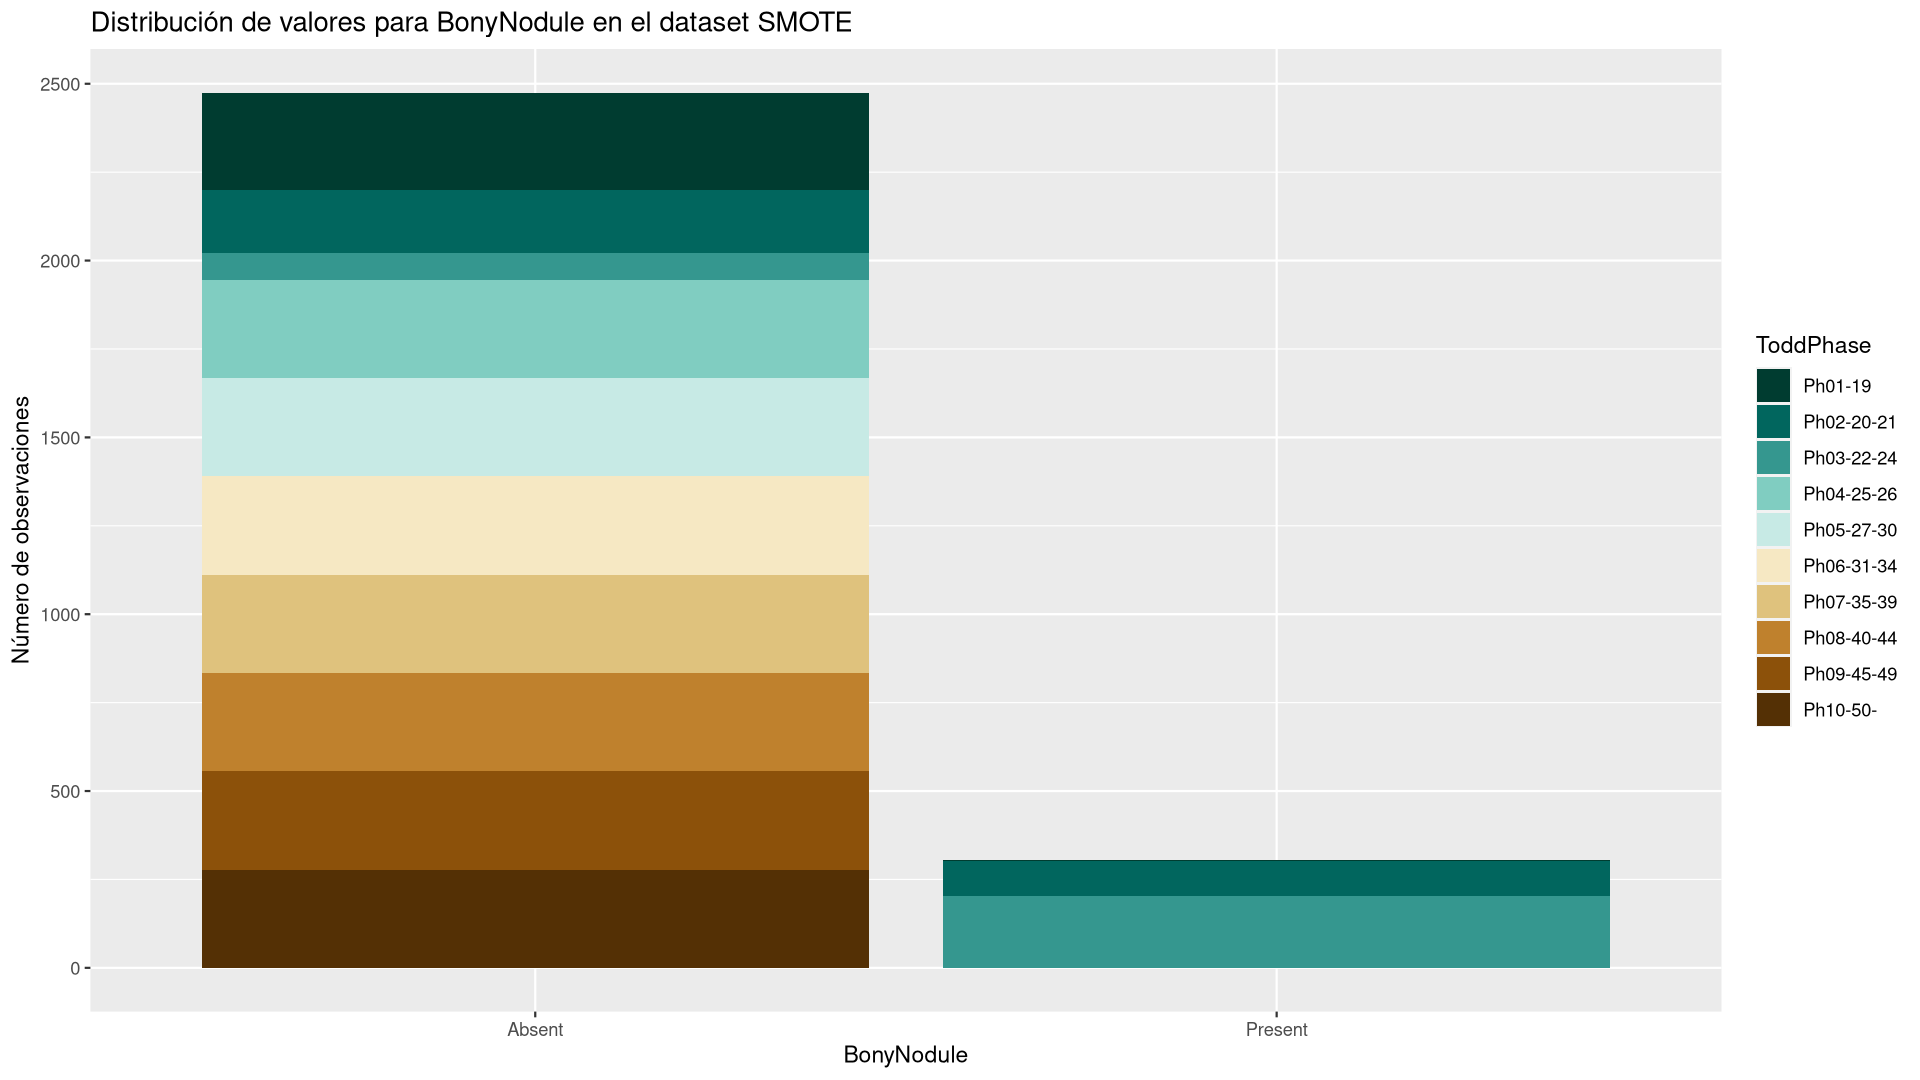 Distribución de valores para BonyNodule en el dataset SMOTE
2500
2000
1500
1000
500
0
Número de observaciones
Absent
Present
BonyNodule
ToddPhase
Ph01-19
Ph02-20-21
Ph03-22-24
Ph04-25-26
Ph05-27-30
Ph06-31-34
Ph07-35-39
Ph08-40-44
Ph09-45-49
Ph10-50-